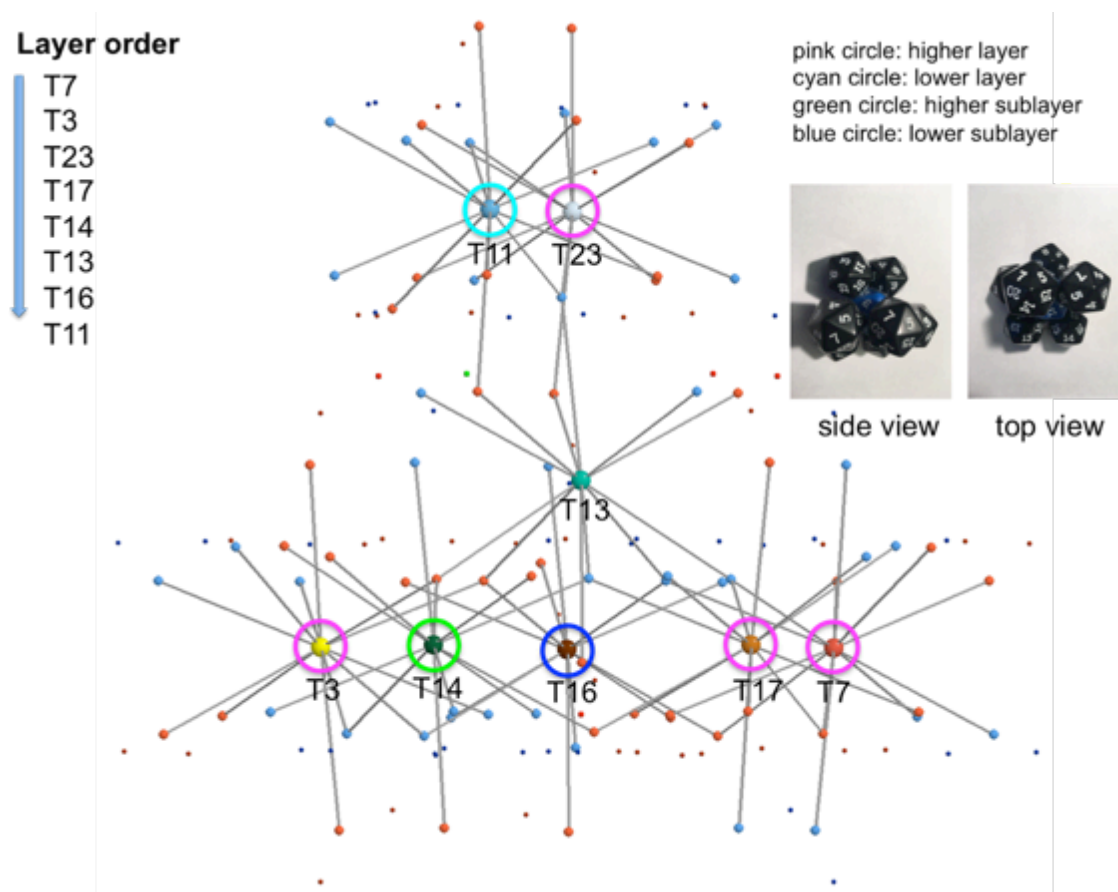 Layer order
T7
T3
T23
T17
T14
T13
T16
T11
pink circle: higher layer
cyan circle: lower layer
green circle: higher sublayer
blue circle: lower sublayer
T11
T23
side view
top view
T13
T3
T14
T16
T17
T7